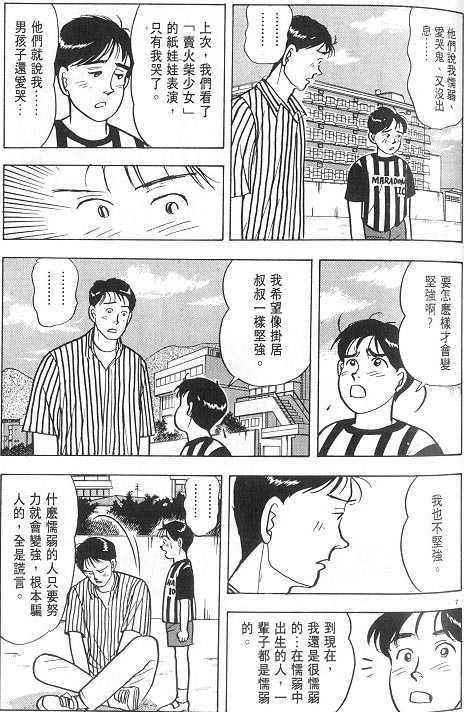 他們說我懦弱、
愛哭鬼、又沒出
息…
……
MARADON
10
上次，我們看了
「賣火柴少女」
的紙娃娃表演，
只有我哭了。
他們就說我……
男孩子還愛哭…
要怎麼樣才會變
堅強啊？
我希望像掛居
叔叔一樣堅強。
………
我也不堅強。
7
到現在，
我還是很懦弱
的…在懦弱中
出生的人，一
輩子都是懦弱
的。
……
什麼懦弱的人只要努
力就會變強，根本騙
人的，全是謊言。